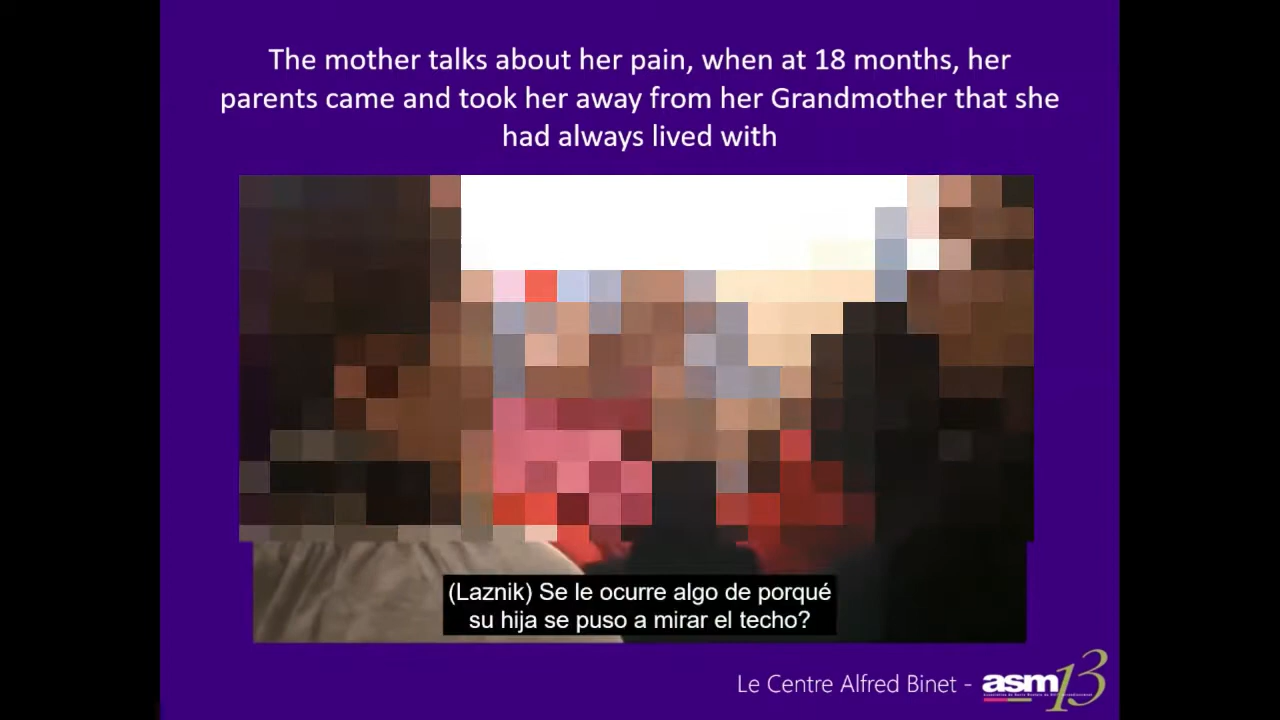 The mother talks about her pain, when at 18 months, her
parents came and took her away from her Grandmother that she
had always lived with
(Laznik) Se le ocurre algo de porqué
su hija se puso a mirar el techo?
Le Centre Alfred Binet - asm13